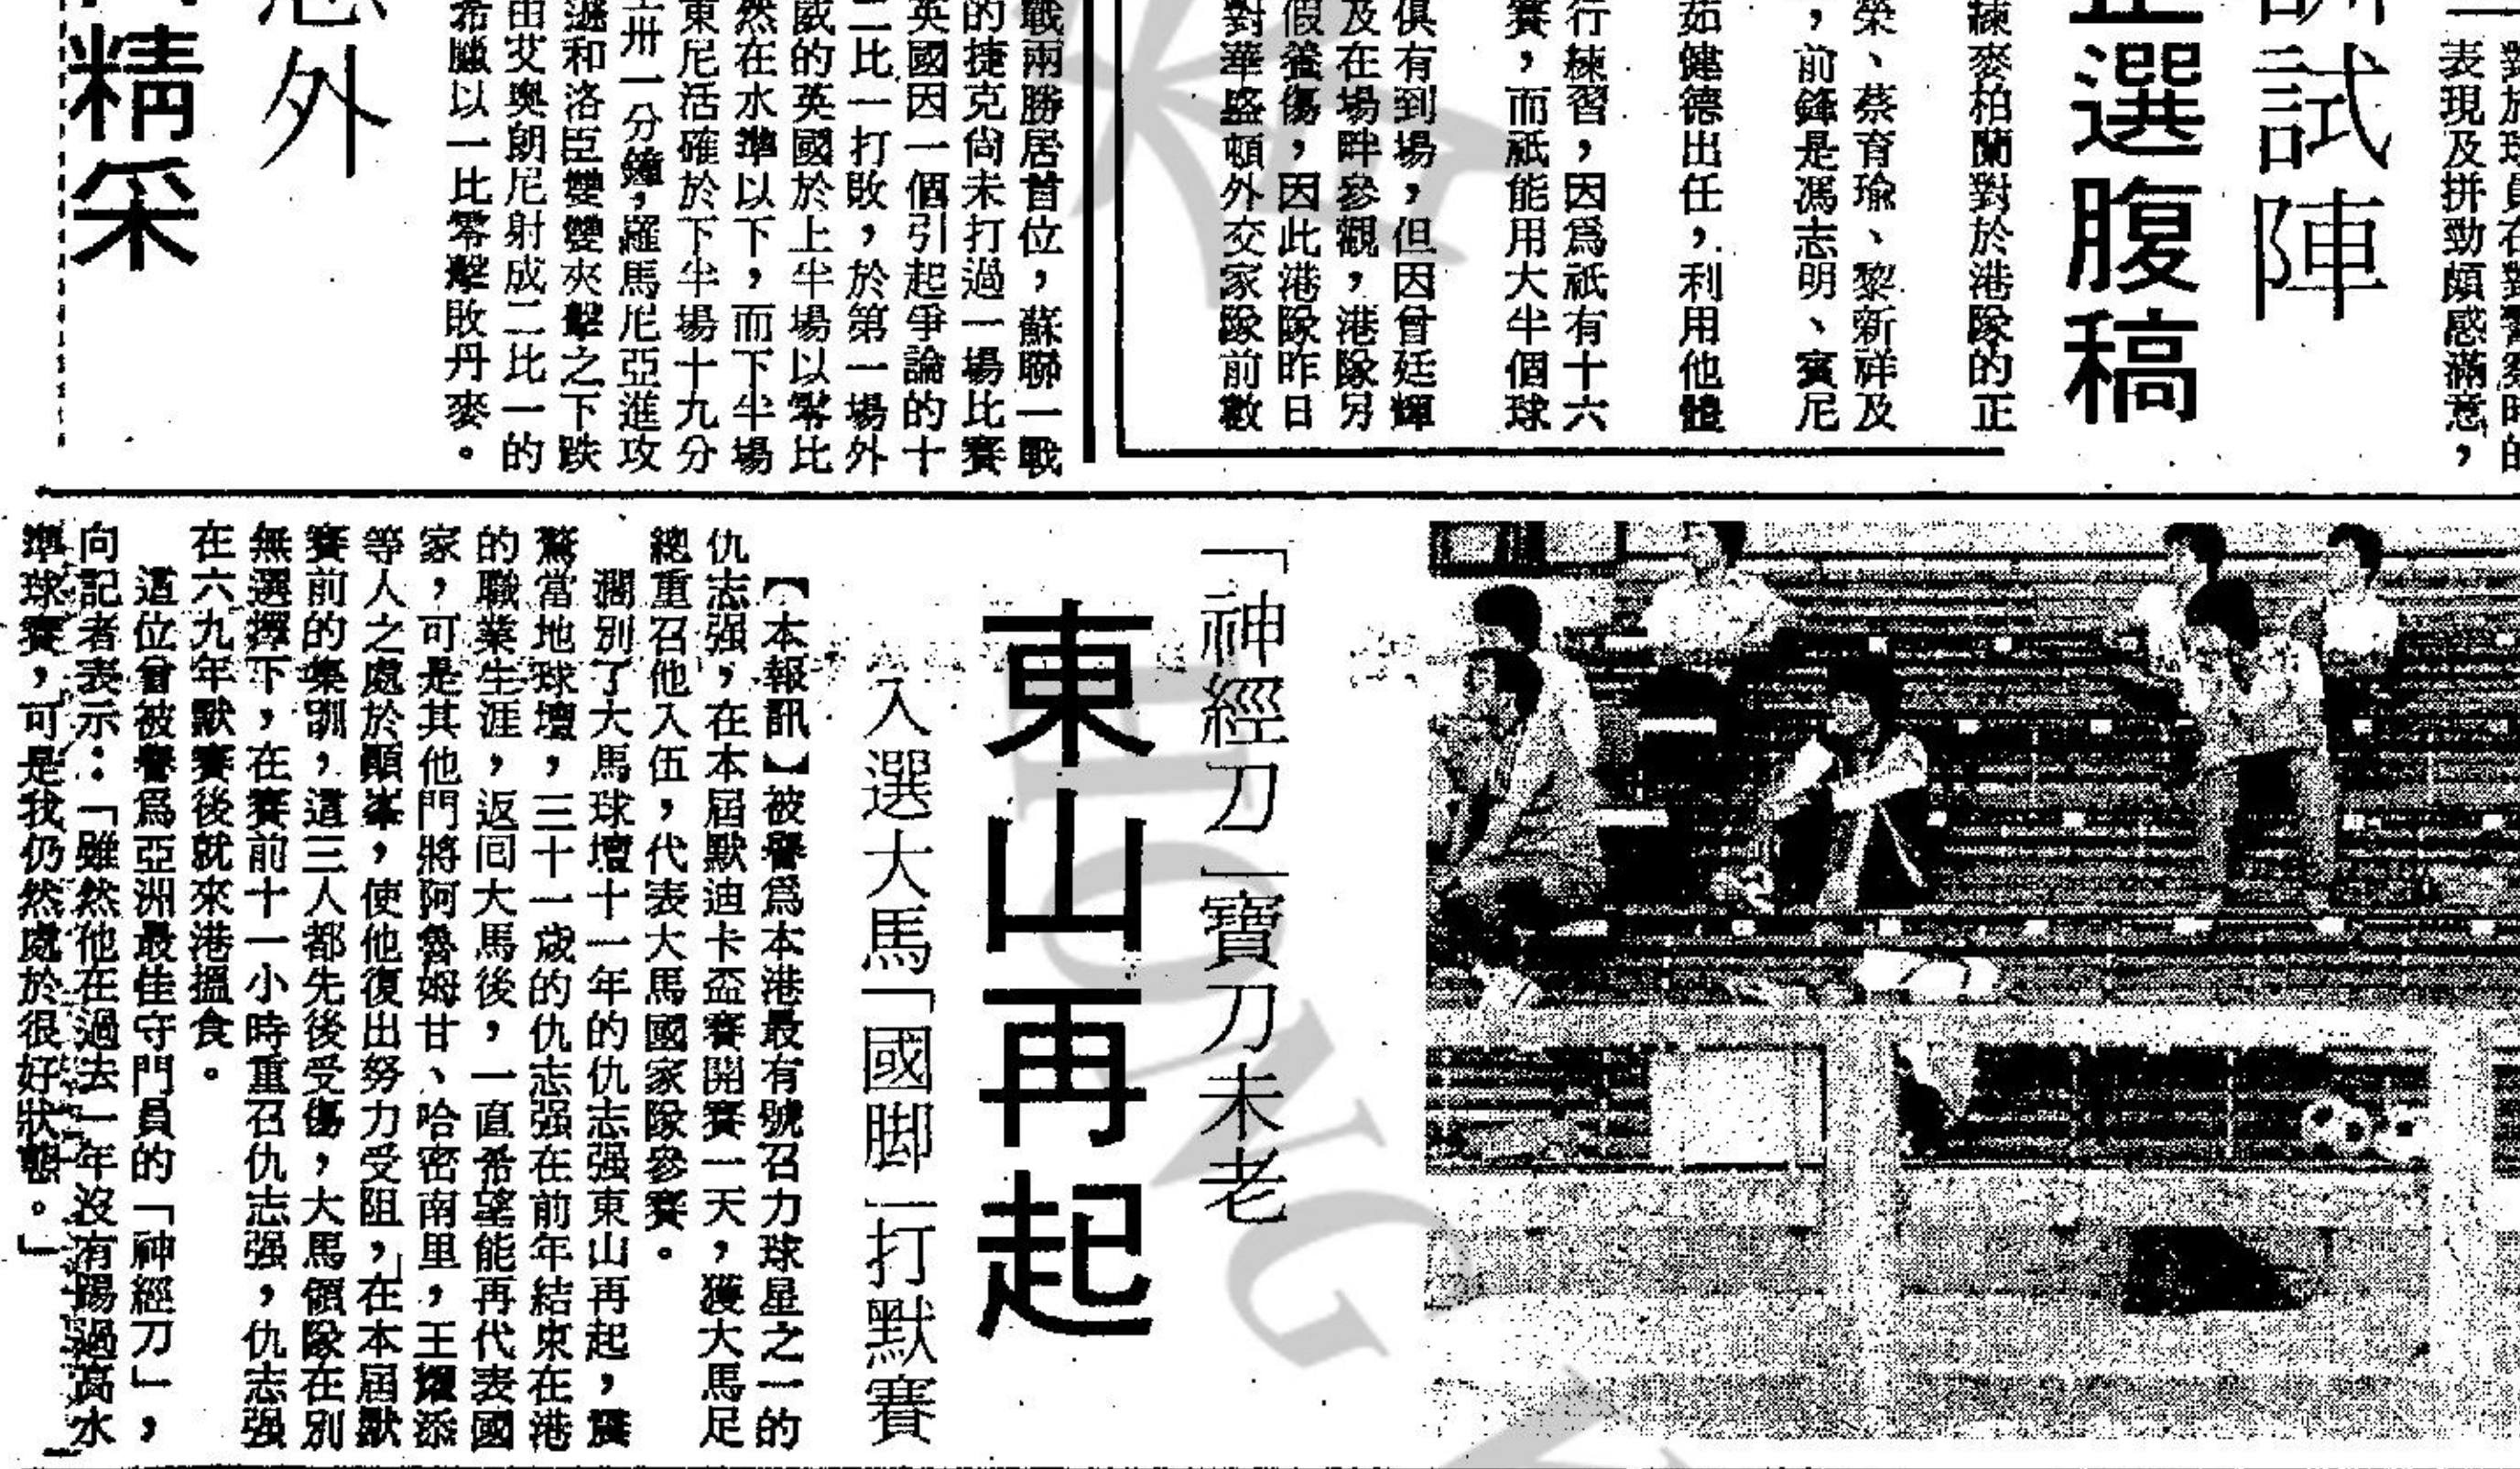 對於球員在對警察時的
表現及拼勁頗感滿意，
訓試陣
正選腹稿
練麥柏蘭對於港隊的正
榮、蔡育瑜、黎新祥及
，前鋒是馮志明、賓尼
茹健德出任，利用他體
行練習，因爲祇有十六
賽，而祇能用大半個球
俱有到場，但因曾廷輝
及在場畔參觀，港隊另
假養傷，因此港隊昨日
對華盛頓外交家隊前數
戰兩勝居首位，蘇聯一戰
的捷克尙未打過一場比賽
英國因一個引起爭論的十
二比一打敗，於第一場外
威的英國於上半場以零比
然在水準以下，而下半場
東尼活確於下半場十九分
卅一分鐘，羅馬尼亞進攻
遜和洛臣雙雙夾擊之下跌
由艾奧朗尼射成二比一的
希臘以一比零擊敗丹麥。
意外
精采
「神經刀」寶刀未老
東山再起
入選大馬「國脚」打默賽
【本報訊】被譽爲本港最有號召力球星之一的
仇志强，在本屆默迪卡盃賽開賽一天，獲大馬足
總重召他入伍，代表大馬國家隊參賽。
濶別了大馬球壇十一年的仇志强東山再起，震
驚當地球壇，三十一歲的仇志强在前年結束在港
的職業生涯，返回大馬後，一直希望能再代表國
家，可是其他門將阿魯姆甘、哈密南里，王耀添
等人之處於顚峯，使他復出努力受阻，在本屆默
賽前的集訓，這三人都先後受傷，大馬領隊在別
無選擇下，在賽前十一小時重召仇志强，仇志强
在六九年默賽後就來港搵食。
這位曾被譽爲亞洲最佳守門員的「神經刀」，
向記者表示：「雖然他在過去一年沒有踢過高水
準球賽，可是我仍然處於很好狀態。」
HONG